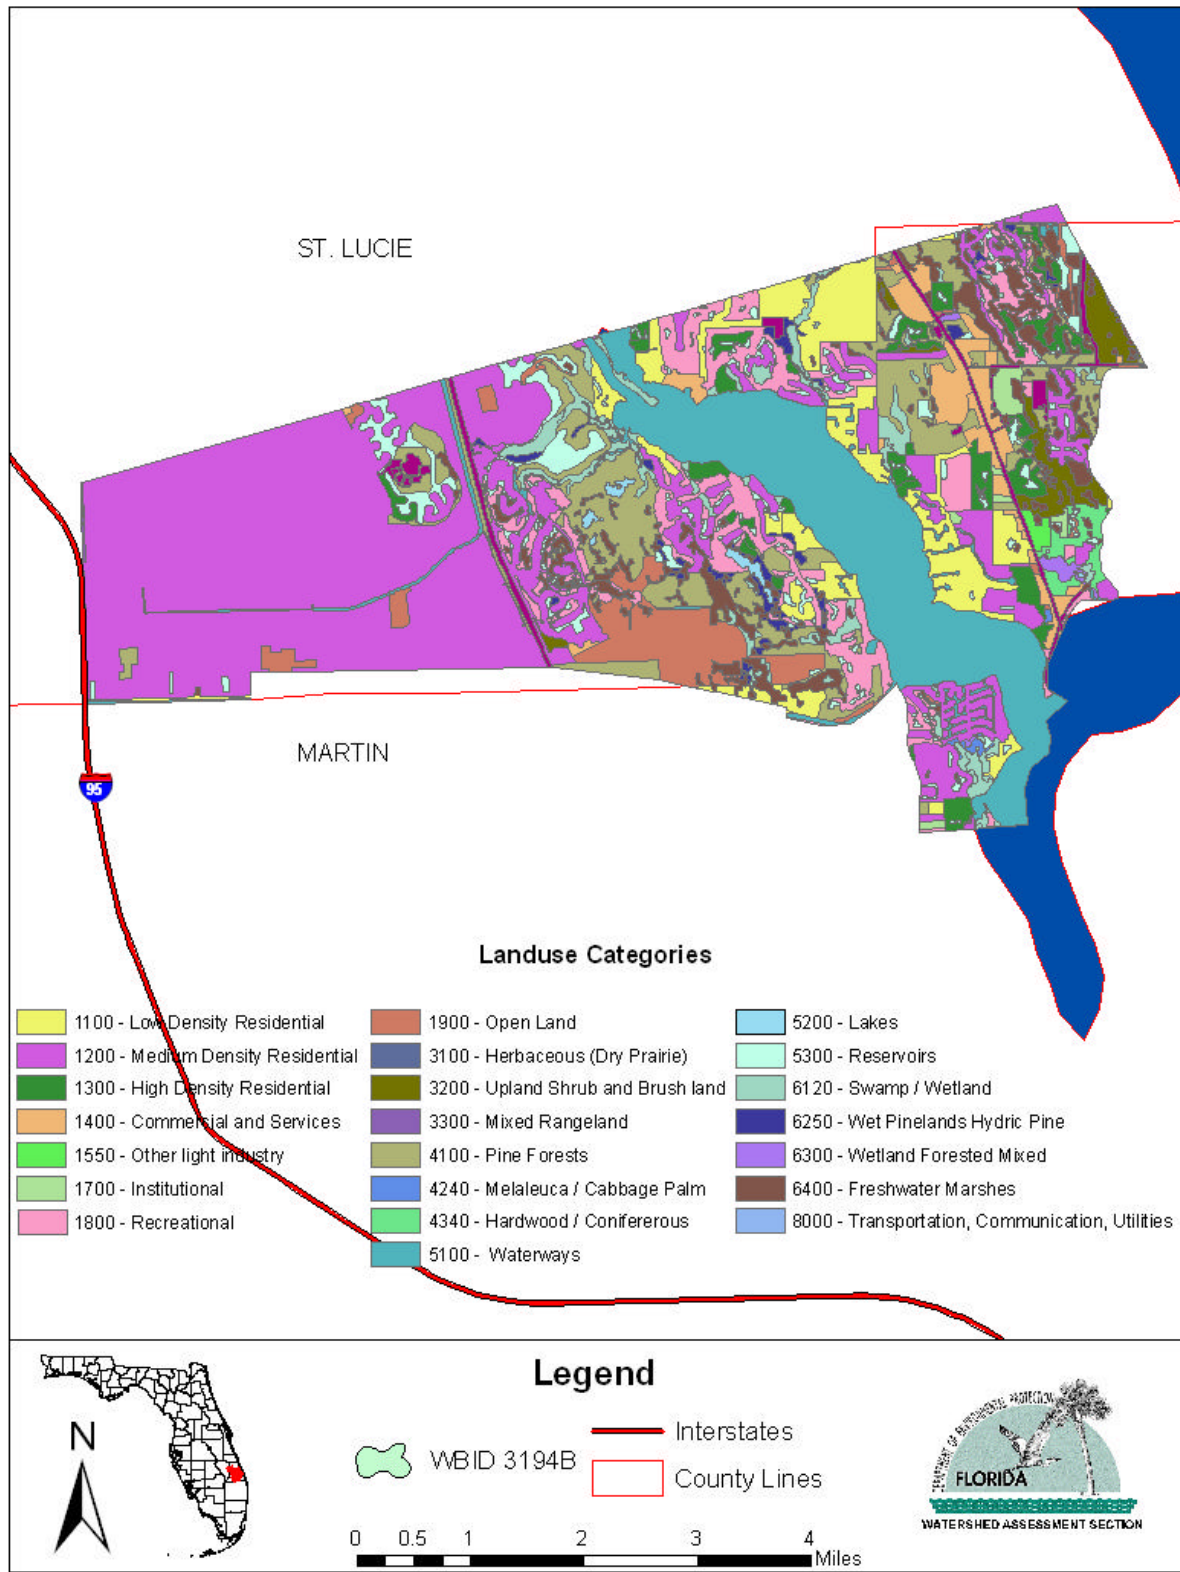 ST. LUCIE
MARTIN
95
Landuse Categories
1100 - Low Density Residential
1200 - Medium Density Residential
1300 - High Density Residential
1400 - Commercial and Services
1550 - Other light industry
1700 - Institutional
1800 - Recreational
1900 - Open Land
3100 - Herbaceous (Dry Prairie)
3200 - Upland Shrub and Brush land
3300 - Mixed Rangeland
4100 - Pine Forests
4240 - Melaleuca / Cabbage Palm
4340 - Hardwood / Conifererous
5100 - Waterways
5200 - Lakes
5300 - Reservoirs
6120 - Swamp / Wetland
6250 - Wet Pinelands Hydric Pine
6300 - Wetland Forested Mixed
6400 - Freshwater Marshes
8000 - Transportation, Communication, Utilities
Legend
N
WBID 3194B
Interstates
County Lines
0 0.5 1 2 3 4
Miles
DEPARTMENT OF ENVIRONMENTAL PROTECTION
FLORIDA
WATERSHED ASSESSMENT SECTION